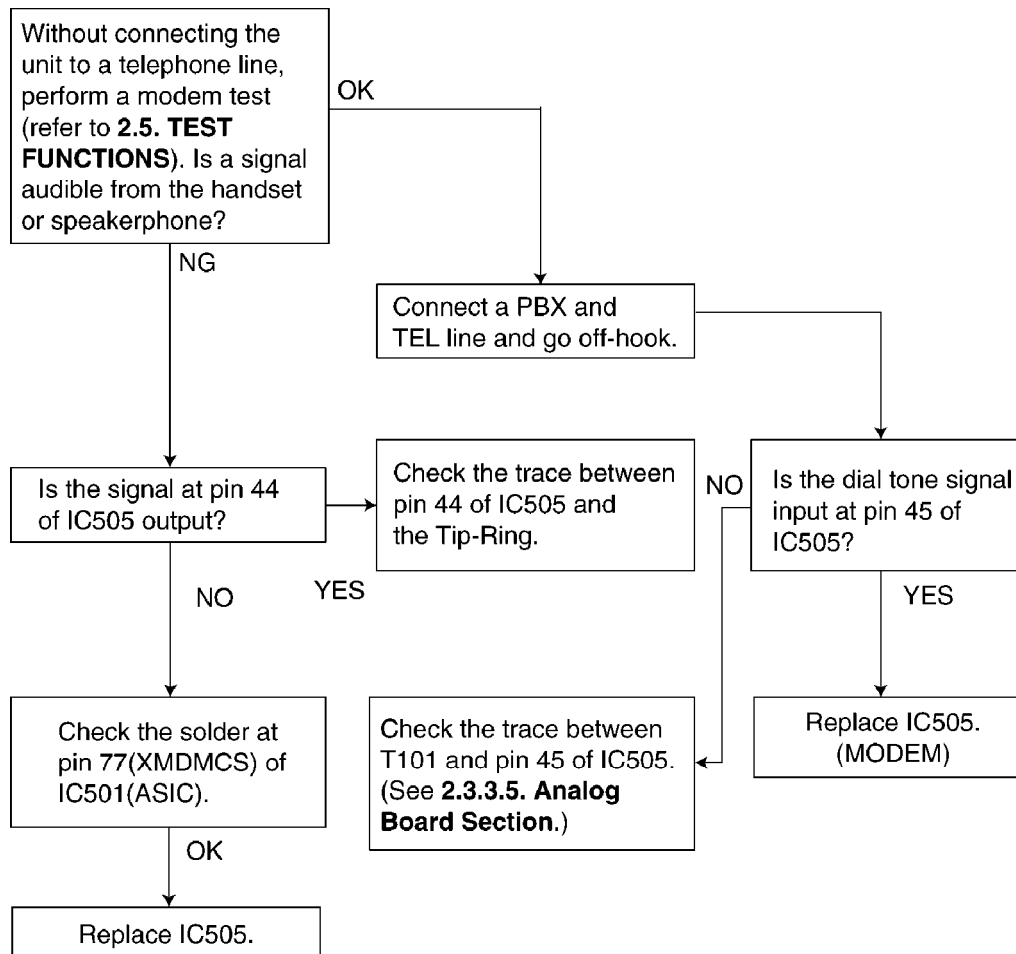 Without connecting the
unit to a telephone line,
perform a modem test
(refer to 2.5. TEST
FUNCTIONS). Is a signal
audible from the handset
or speakerphone?
OK
NG
Connect a PBX and
TEL line and go off-hook.
Is the signal at pin 44
of IC505 output?
YES
NO
Check the trace between
pin 44 of IC505 and
the Tip-Ring.
Is the dial tone signal
input at pin 45 of
IC505?
NO
YES
Check the solder at
pin 77(XMDMCS) of
IC501(ASIC).
OK
Check the trace between
T101 and pin 45 of IC505.
(See 2.3.3.5. Analog
Board Section.)
Replace IC505.
(MODEM)
Replace IC505.